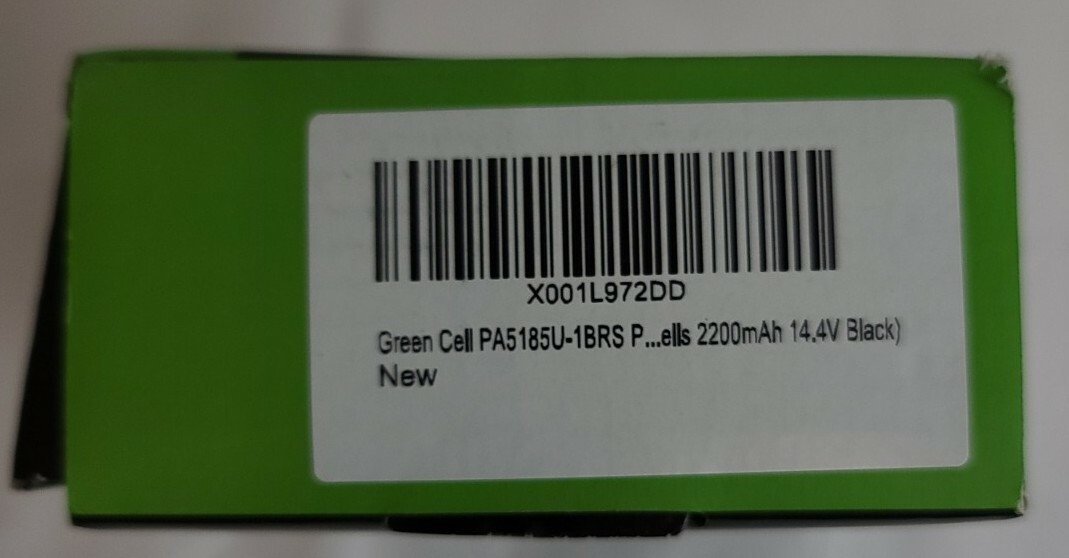 X001L972DD
Green Cell PA5185U-1BRS P...ells 2200mAh 14.4V Black)
New